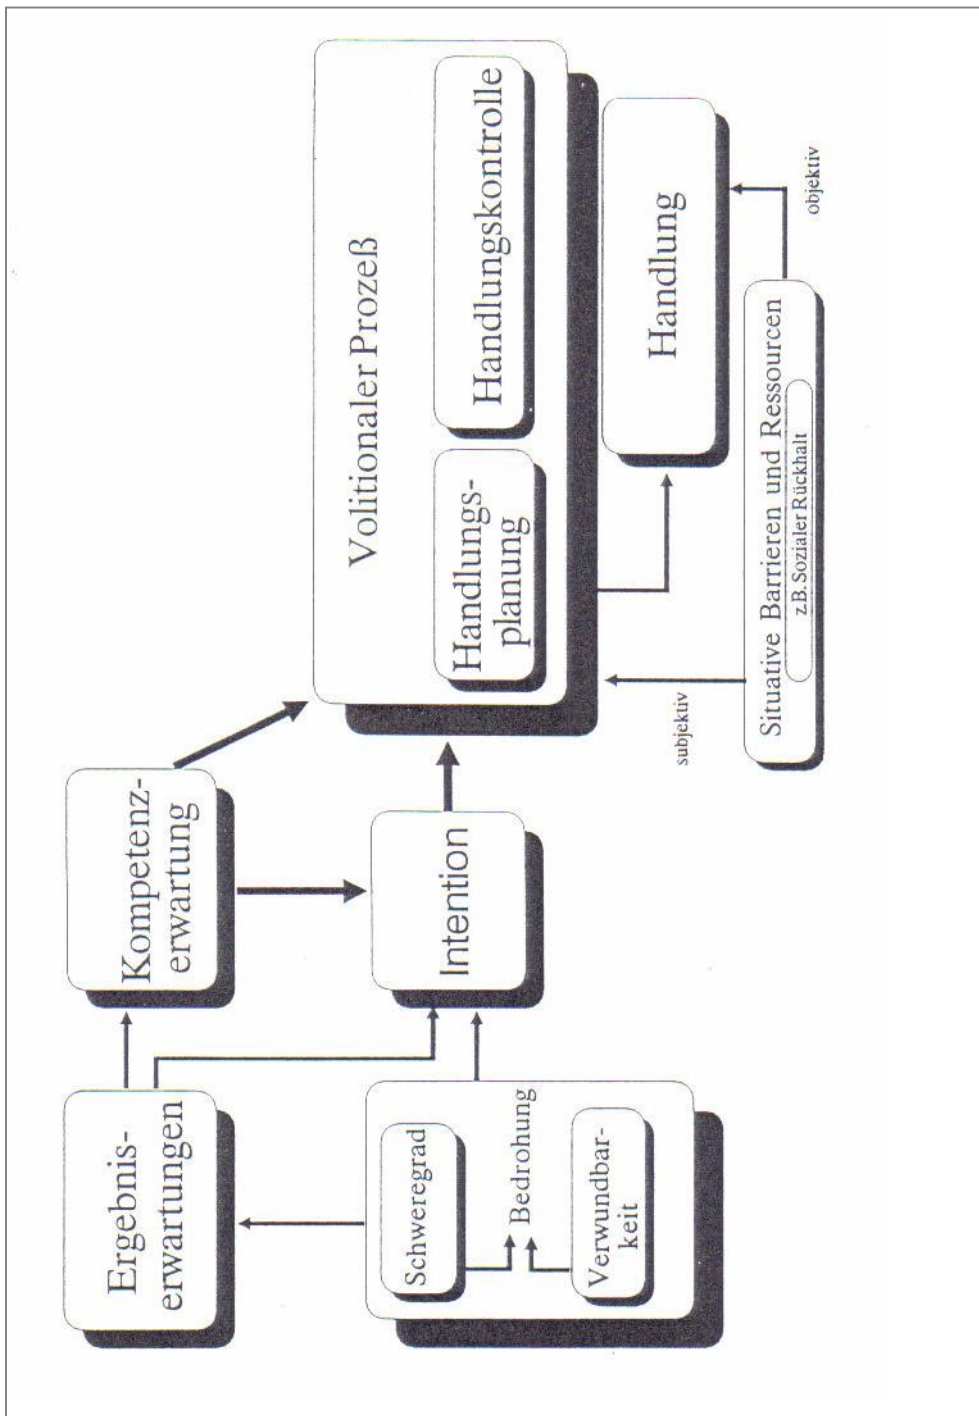 Ergebnis-
erwartungen
Kompetenz-
erwartung
Volitionaler Prozeß
Handlungs-
planung
Handlungskontrolle
Schweregrad
Bedrohung
Verwundbar-
keit
Intention
Handlung
subjektiv
objektiv
Situative Barrieren und Ressourcen
z.B. Sozialer Rückhalt